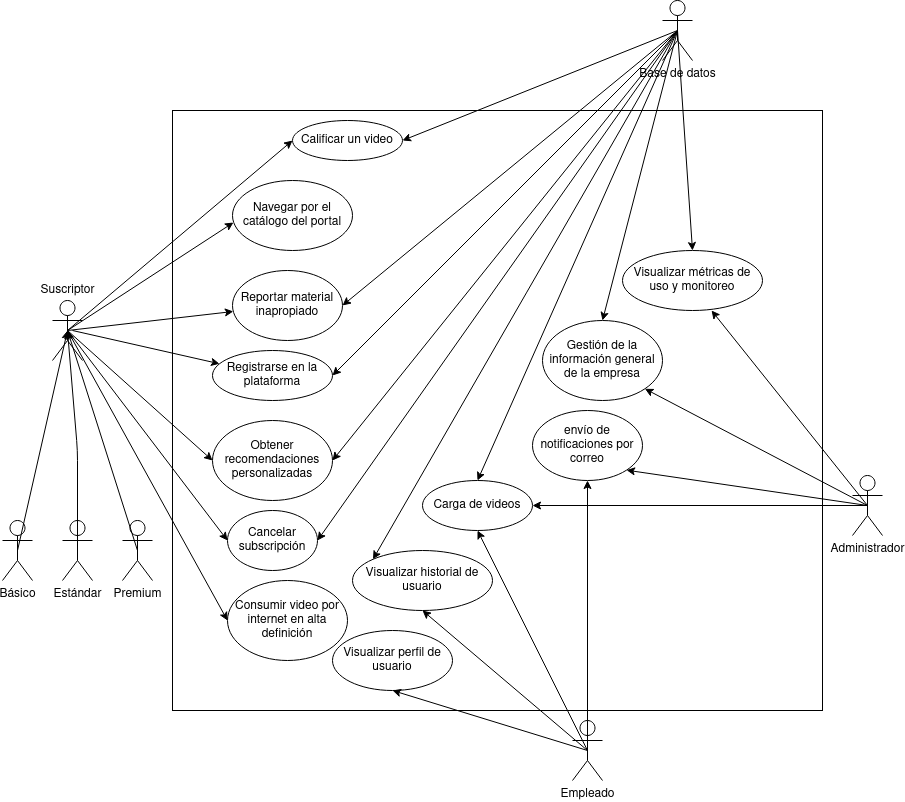 Base de datos
Calificar un video
Navegar por el
catálogo del portal
Visualizar métricas de
uso y monitoreo
Suscriptor
Reportar material
inapropiado
Gestión de la
información general
de la empresa
Registrarse en la
plataforma
envío de
notificaciones por
correo
Obtener
recomendaciones
personalizadas
Carga de videos
Cancelar
subscripción
Administrador
Visualizar historial de
usuario
Básico
Estándar
Premium
Consumir video por
internet en alta
definición
Visualizar perfil de
usuario
Empleado